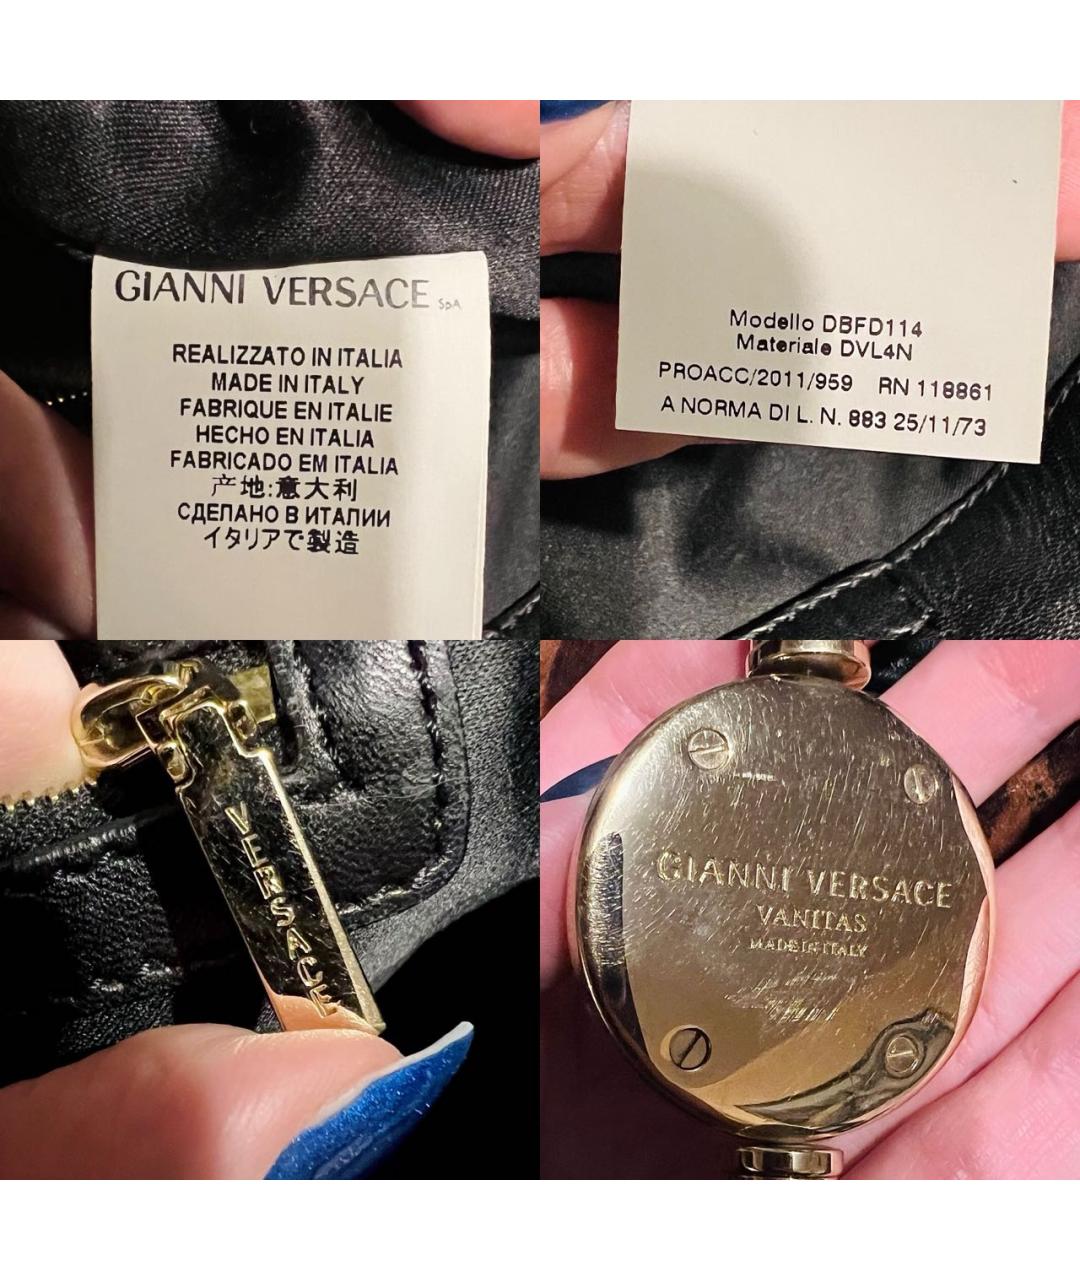 GIANNI VERSACE SpA
REALIZZATO IN ITALIA
MADE IN ITALY
FABRIQUE EN ITALIE
HECHO EN ITALIA
FABRICADO EM ITALIA
产地:意大利
СДЕЛАНО В ИТАЛИИ
イタリアで製造
Modello DBFD114
Materiale DVL4N
PROACC/2011/959 RN 118861
A NORMA DI L. N. 883 25/11/73
VERSACE
GIANNI VERSACE
VANITAS
MADE IN ITALY